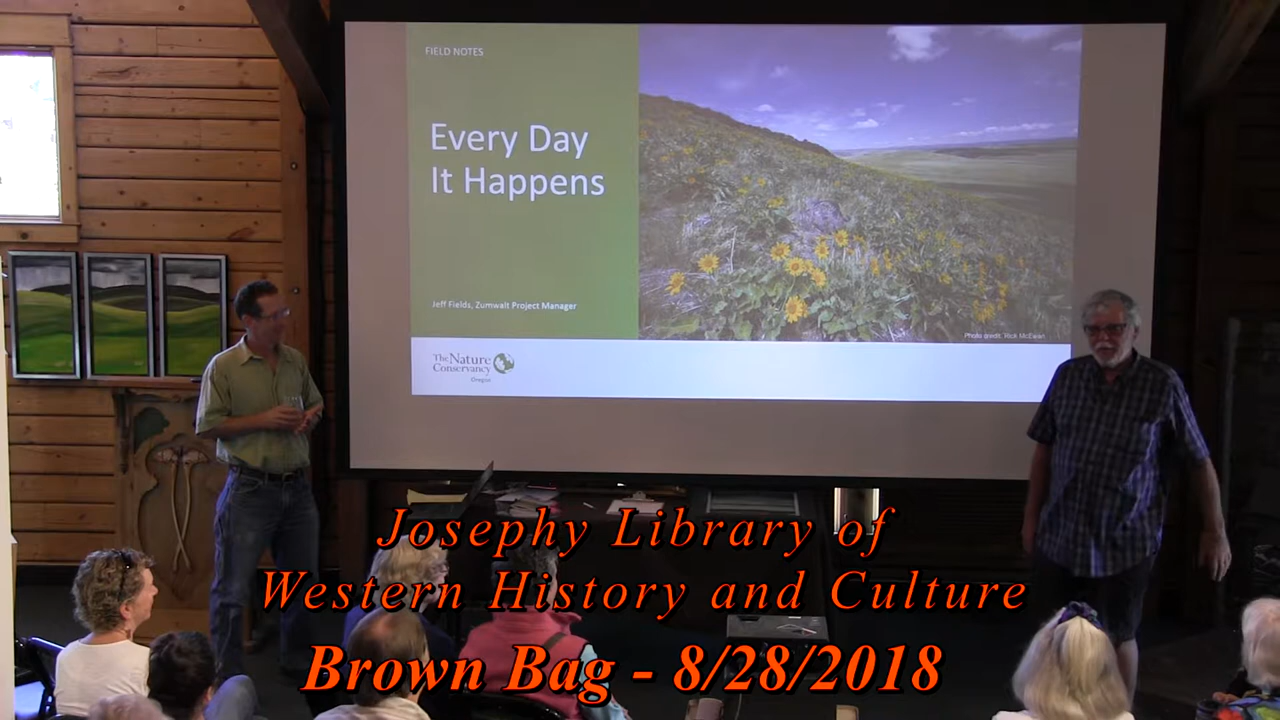 FIELD NOTES
Every Day
It Happens
Jeff Fields, Zumwalt Project Manager
Photo credit: Rick McEwan
The Nature
Conservancy
Oregon
Josephy Library of
Western History and Culture
Brown Bag - 8/28/2018